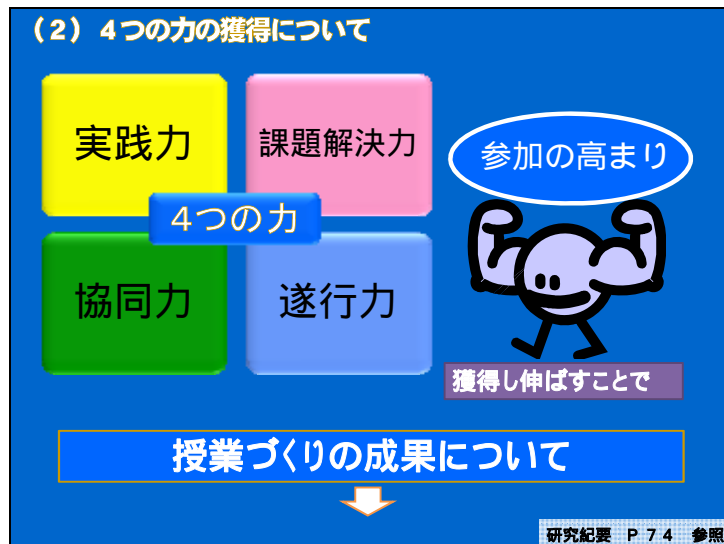 （２）４つの力の獲得について
実践力
課題解決力
参加の高まり
４つの力
協同力
遂行力
獲得し伸ばすことで
授業づくりの成果について
研究紀要　Ｐ７４　参照